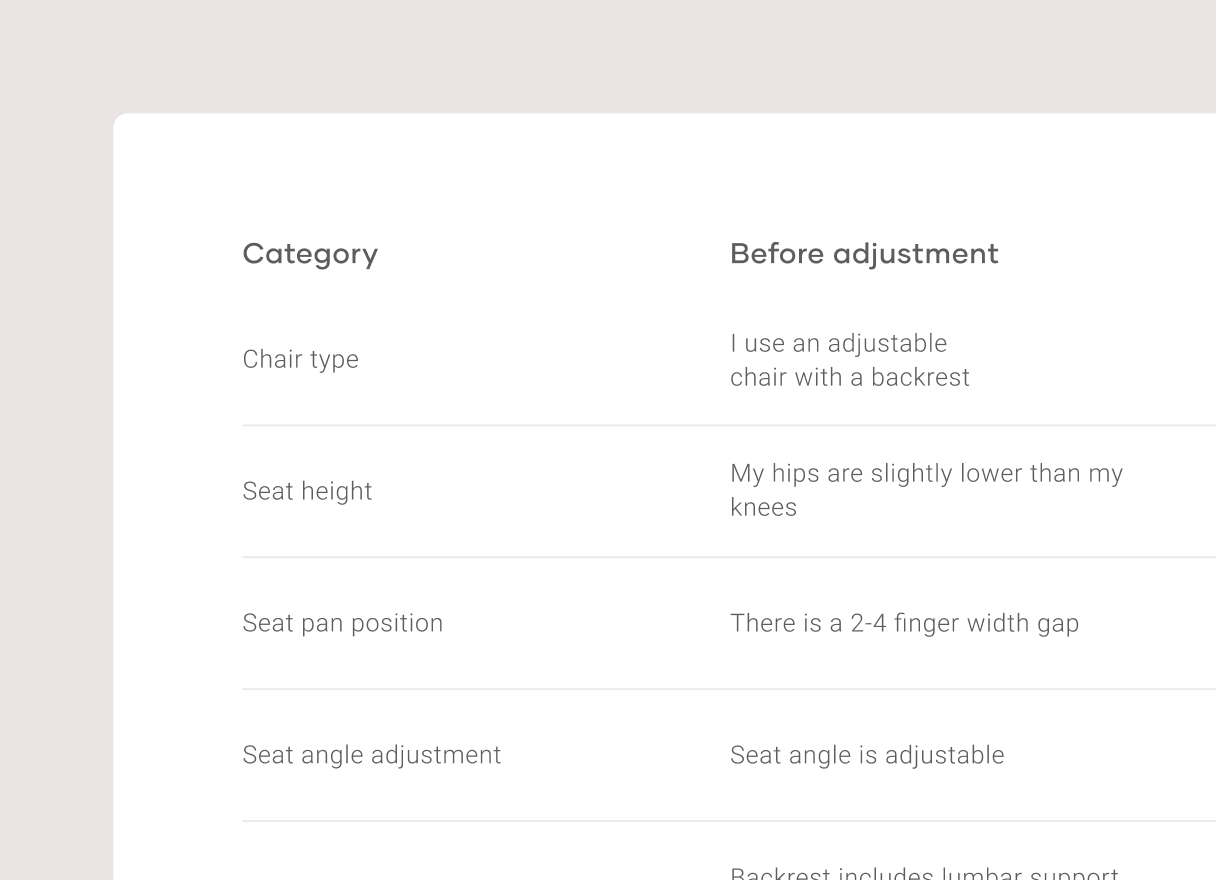 Category
Before adjustment
Chair type
I use an adjustable
chair with a backrest
Seat height
My hips are slightly lower than my
knees
Seat pan position
There is a 2-4 finger width gap
Seat angle adjustment
Seat angle is adjustable
Backrest includes lumbar support